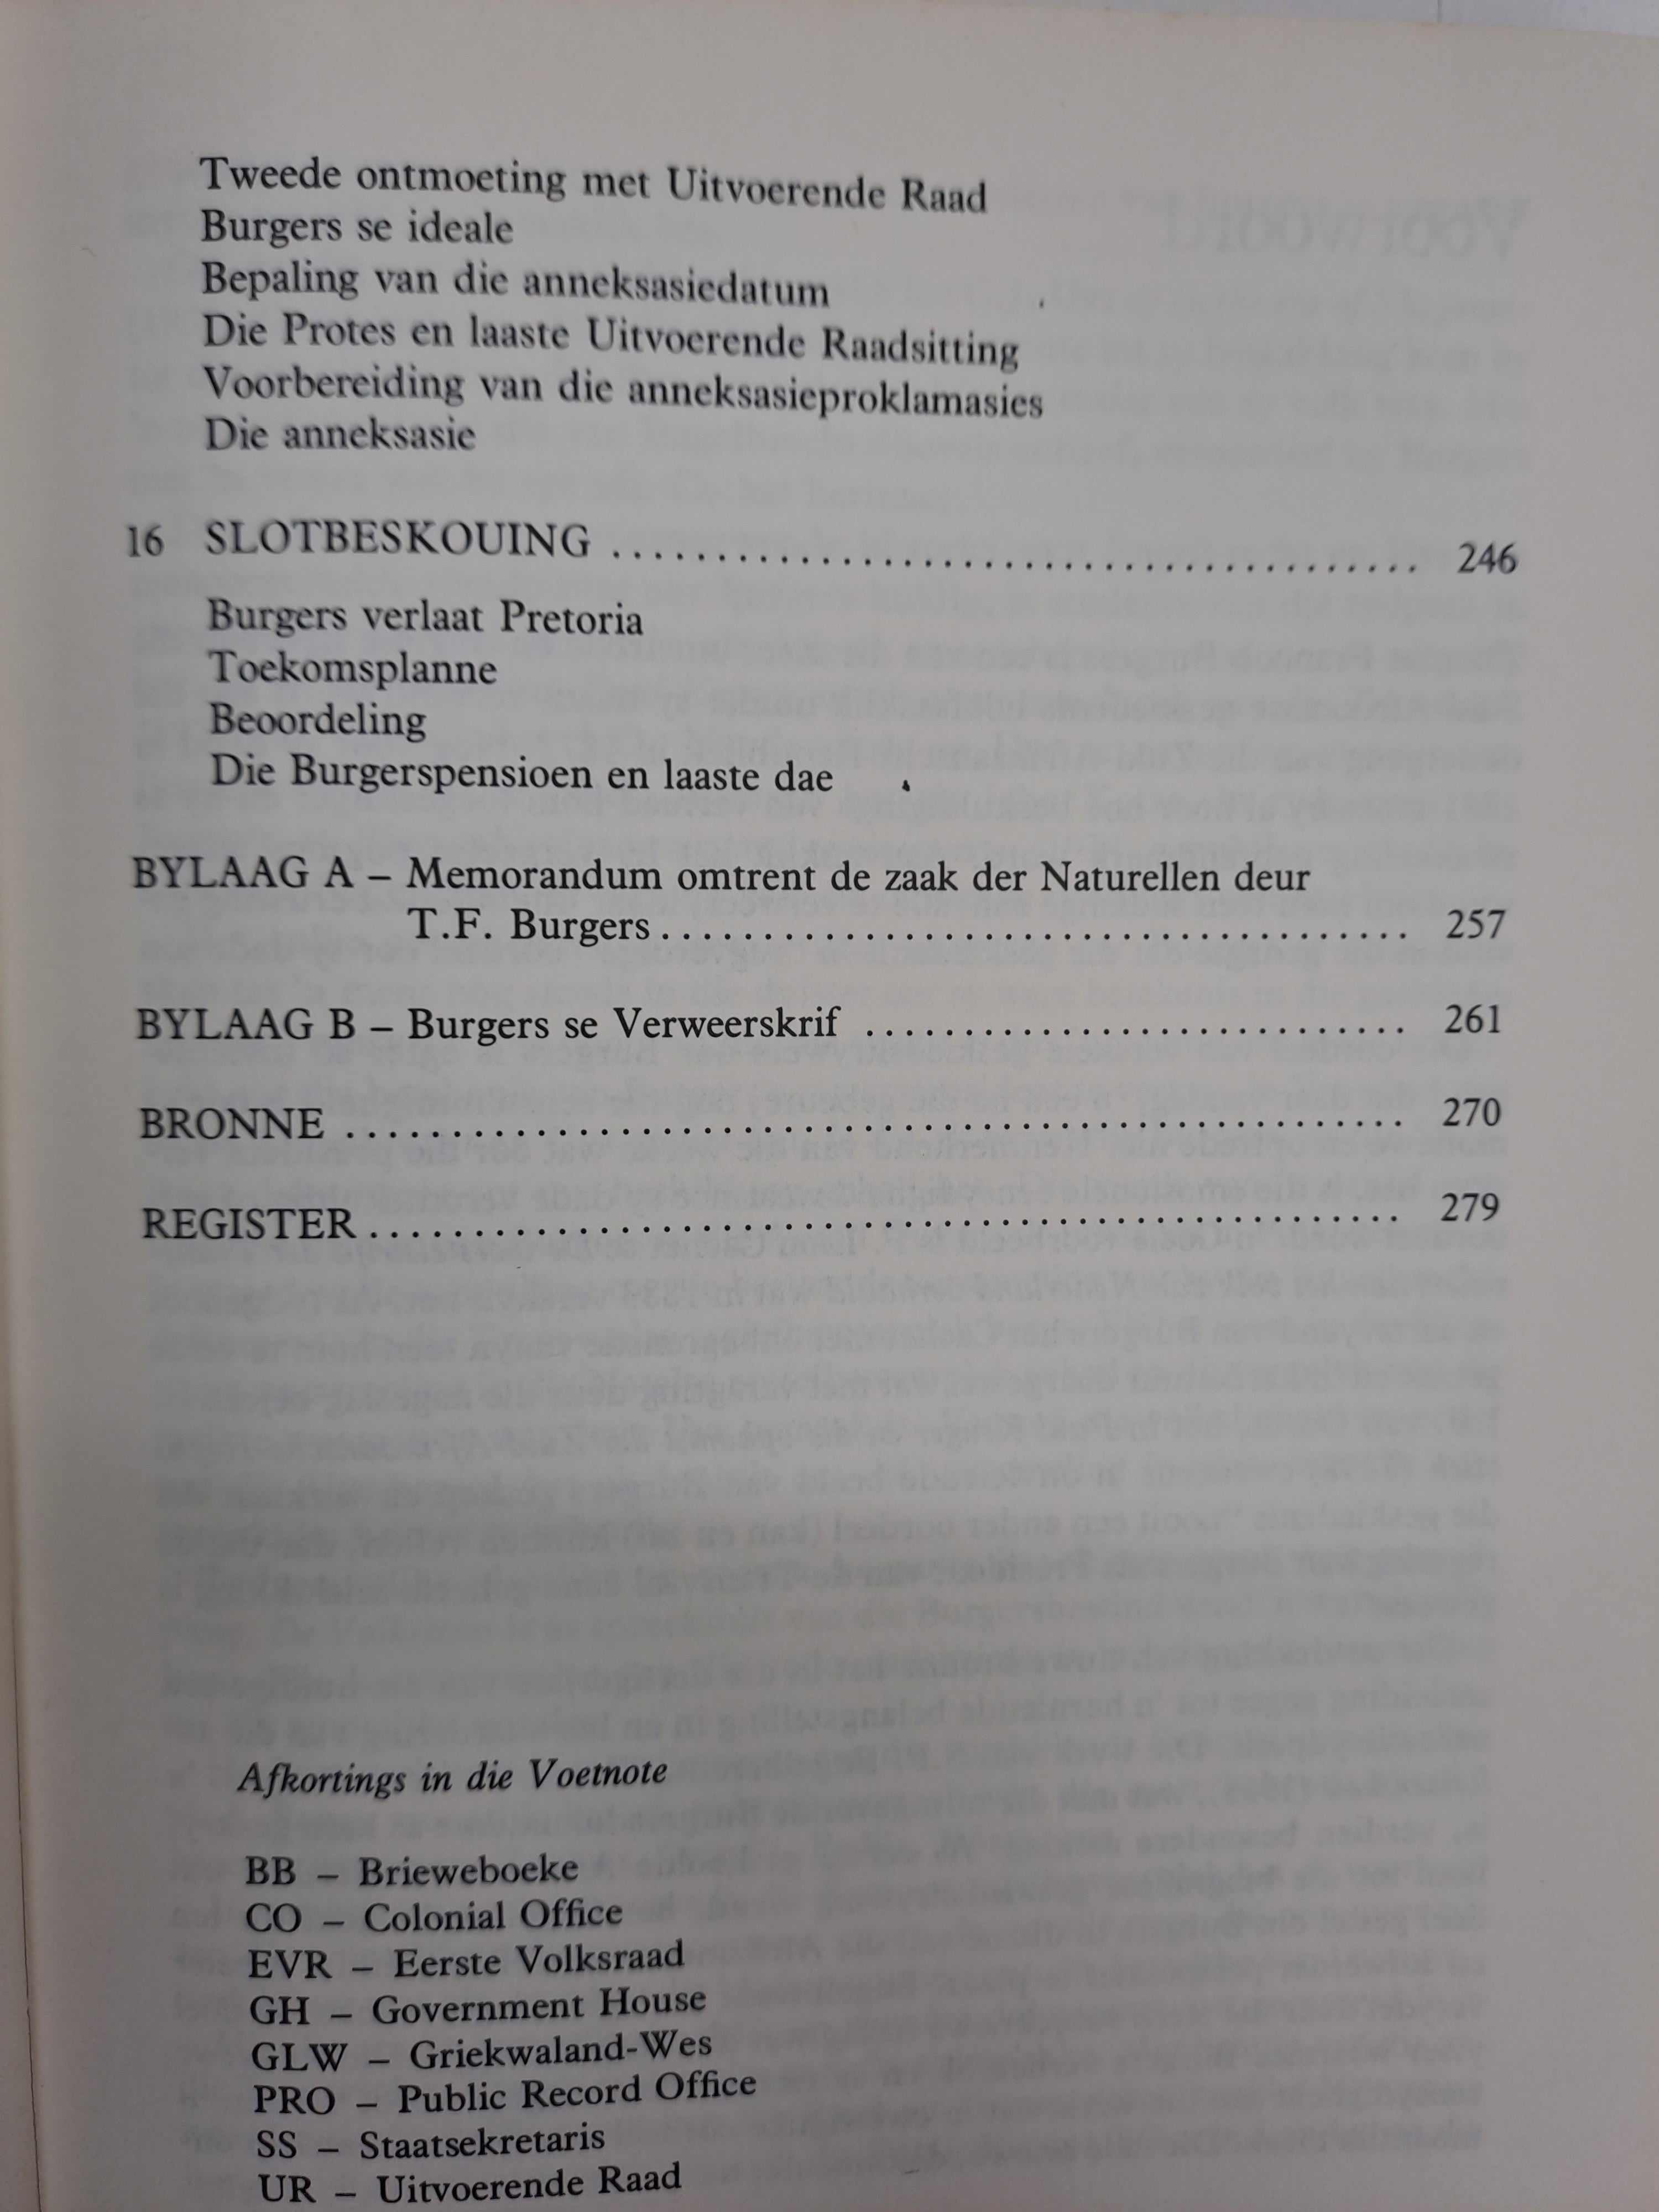 Tweede ontmoeting met Uitvoerende Raad
Burgers se ideale
Bepaling van die anneksasiedatum
Die Protes en laaste Uitvoerende Raadsitting
Voorbereiding van die anneksasieproklamasies
Die anneksasie
16 SLOTBESKOUING ........................................ 246
Burgers verlaat Pretoria
Toekomsplanne
Beoordeling
Die Burgerspensioen en laaste dae
BYLAAG A – Memorandum omtrent de zaak der Naturellen deur
T.F. Burgers ..................................... 257
BYLAAG B – Burgers se Verweerskrif ........................... 261
BRONNE .................................................... 270
REGISTER .................................................. 279
Afkortings in die Voetnote
BB – Brieweboeke
CO – Colonial Office
EVR – Eerste Volksraad
GH – Government House
GLW – Griekwaland-Wes
PRO – Public Record Office
SS – Staatsekretaris
UR – Uitvoerende Raad